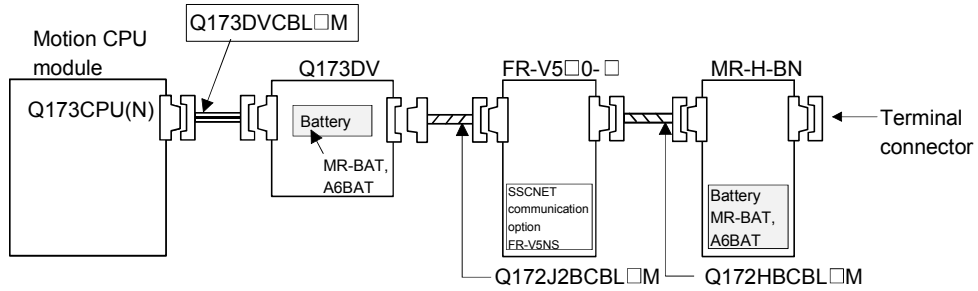 Q173DVCBL□M
Motion CPU
module
Q173CPU(N)
Q173DV
Battery
MR-BAT,
A6BAT
FR-V5□0-□
SSCNET
communication
option
FR-V5NS
MR-H-BN
Battery
MR-BAT,
A6BAT
Terminal
connector
Q172J2BCBL□M
Q172HBCBL□M